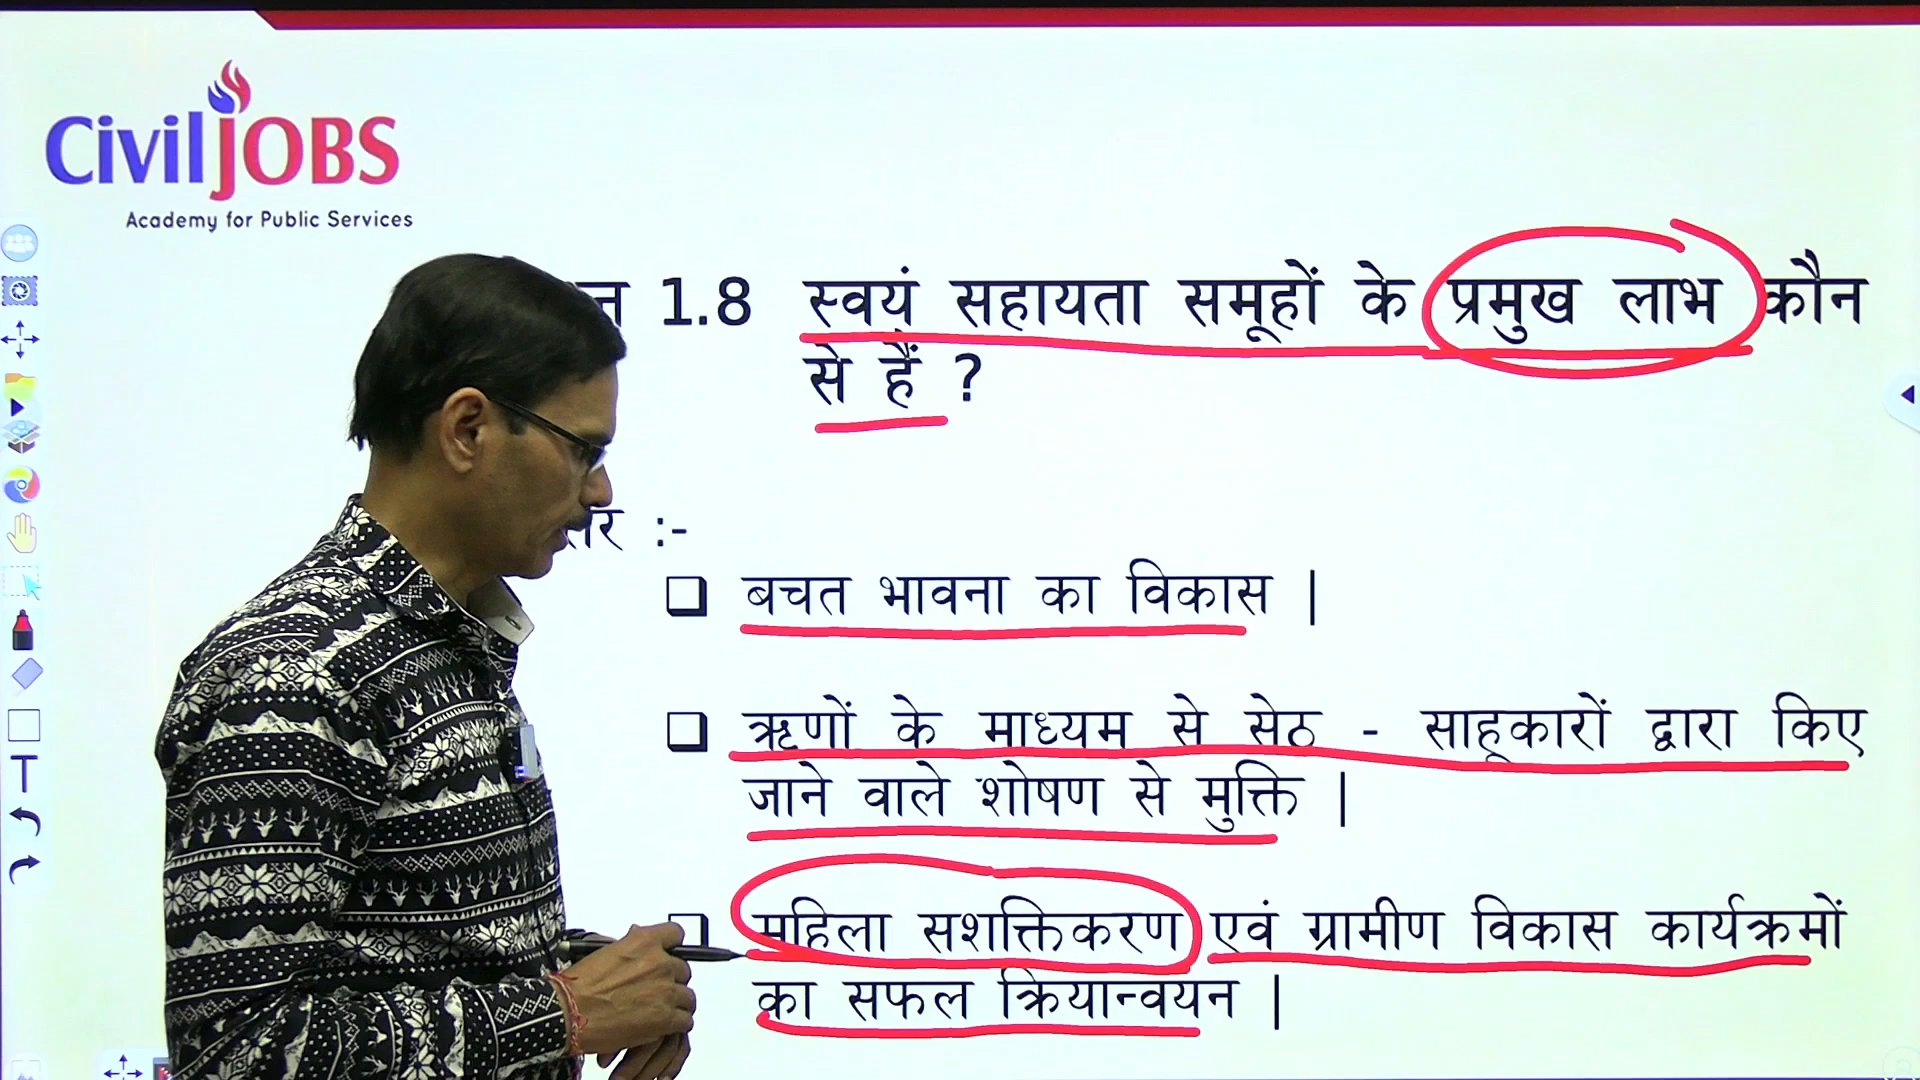 CivilJOBS
Academy for Public Services
1.8 स्वयं सहायता समूहों के प्रमुख लाभ कौन
से हैं ?
:-
❑ बचत भावना का विकास |
❑ ऋणों के माध्यम से सेठ - साहूकारों द्वारा किए
जाने वाले शोषण से मुक्ति |
❑ महिला सशक्तिकरण एवं ग्रामीण विकास कार्यक्रमों
का सफल क्रियान्वयन |